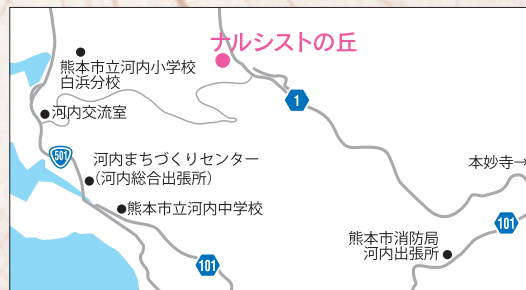 ナルシストの丘
熊本市立河内小学校
白浜分校
河内交流室
1
501
河内まちづくりセンター
(河内総合出張所)
本妙寺→
熊本市立河内中学校
101
熊本市消防局
河内出張所
101